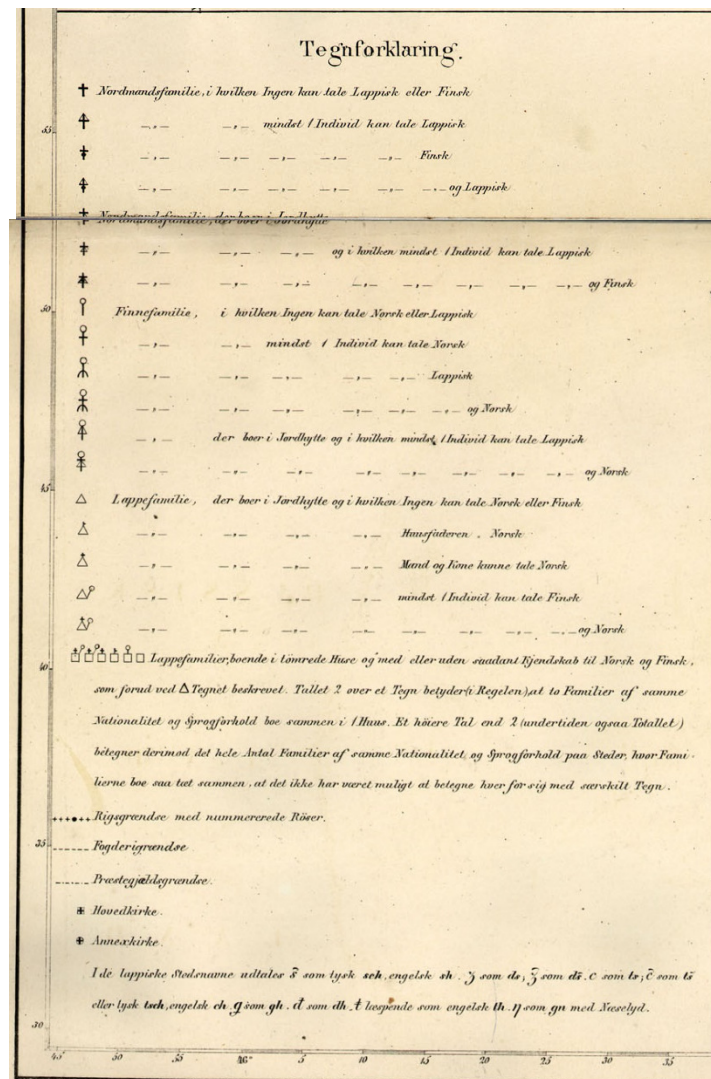 Tegnforklaring.
Nordmandsfamilie, i hvilken Ingen kan tale Lappisk eller Finsk
—„— —„— mindst 1 Individ kan tale Lappisk
—„— —„— —„— —„— —„— Finsk
—„— —„— —„— —„— —„— —„— og Lappisk
Nordmandsfamilie, der boer i Jordhytte
—„— —„— —„— og i hvilken mindst 1 Individ kan tale Lappisk
—„— —„— —„— —„— —„— —„— —„— —„— og Finsk
Finnefamilie, i hvilken Ingen kan tale Norsk eller Lappisk
—„— —„— mindst 1 Individ kan tale Norsk
—„— —„— —„— —„— —„— Lappisk
—„— —„— —„— —„— —„— —„— og Norsk
—„— der boer i Jordhytte og i hvilken mindst 1 Individ kan tale Lappisk
—„— —„— —„— —„— —„— —„— —„— —„— og Norsk
Lappefamilie, der boer i Jordhytte og i hvilken Ingen kan tale Norsk eller Finsk
—„— —„— —„— —„— Hausfaderen „ Norsk
—„— —„— —„— —„— Mand og Kone kunne tale Norsk
—„— —„— —„— —„— mindst 1 Individ kan tale Finsk
—„— —„— —„— —„— —„— —„— —„— —„— og Norsk
Lappefamilier, boende i tømrede Huse og med eller uden saadant Kjendskab til Norsk og Finsk,
som forud ved △ Tegnet beskrevet. Tallet 2 over et Tegn betyder (i Regelen), at to Familier af samme
Nationalitet og Sprogforhold boe sammen i 1 Haus. Et høiere Tal end 2 (undertiden ogsaa Totallet)
betegner derimod det hele Antal Familier af samme Nationalitet og Sprogforhold paa Steder, hvor Fami-
lierne boe saa tæt sammen, at det ikke har været muligt at betegne hver for sig med særskilt Tegn.
Rigsgrændse med nummererede Röser.
Fogderigrændse
Præstegjældsgrændse.
Hovedkirke.
Annexkirke.
I de lappiske Stedsnavne udtales s̄ som tysk sch, engelsk sh. ʒ som ds; ʒ̄ som ds̄. c som ts; c̄ som ts̄
eller tysk tsch, engelsk ch. ǥ som gh. đ som dh. ŧ læspende som engelsk th. ŋ som gn med Næselyd.
55
50
45
40
35
30
45' 50 55 46° 5 10 15 20 25 30 35